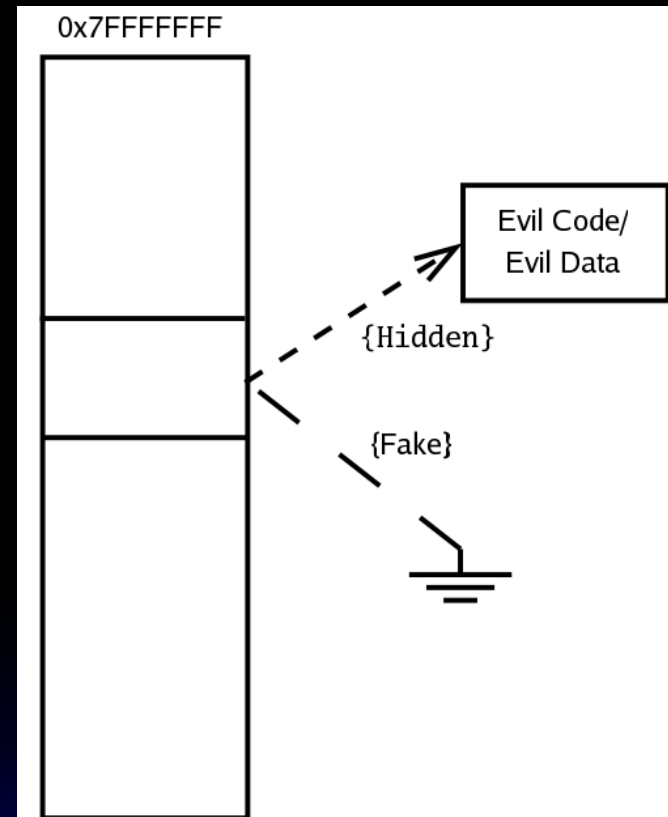 0x7FFFFFFF
Evil Code/
Evil Data
{Hidden}
{Fake}